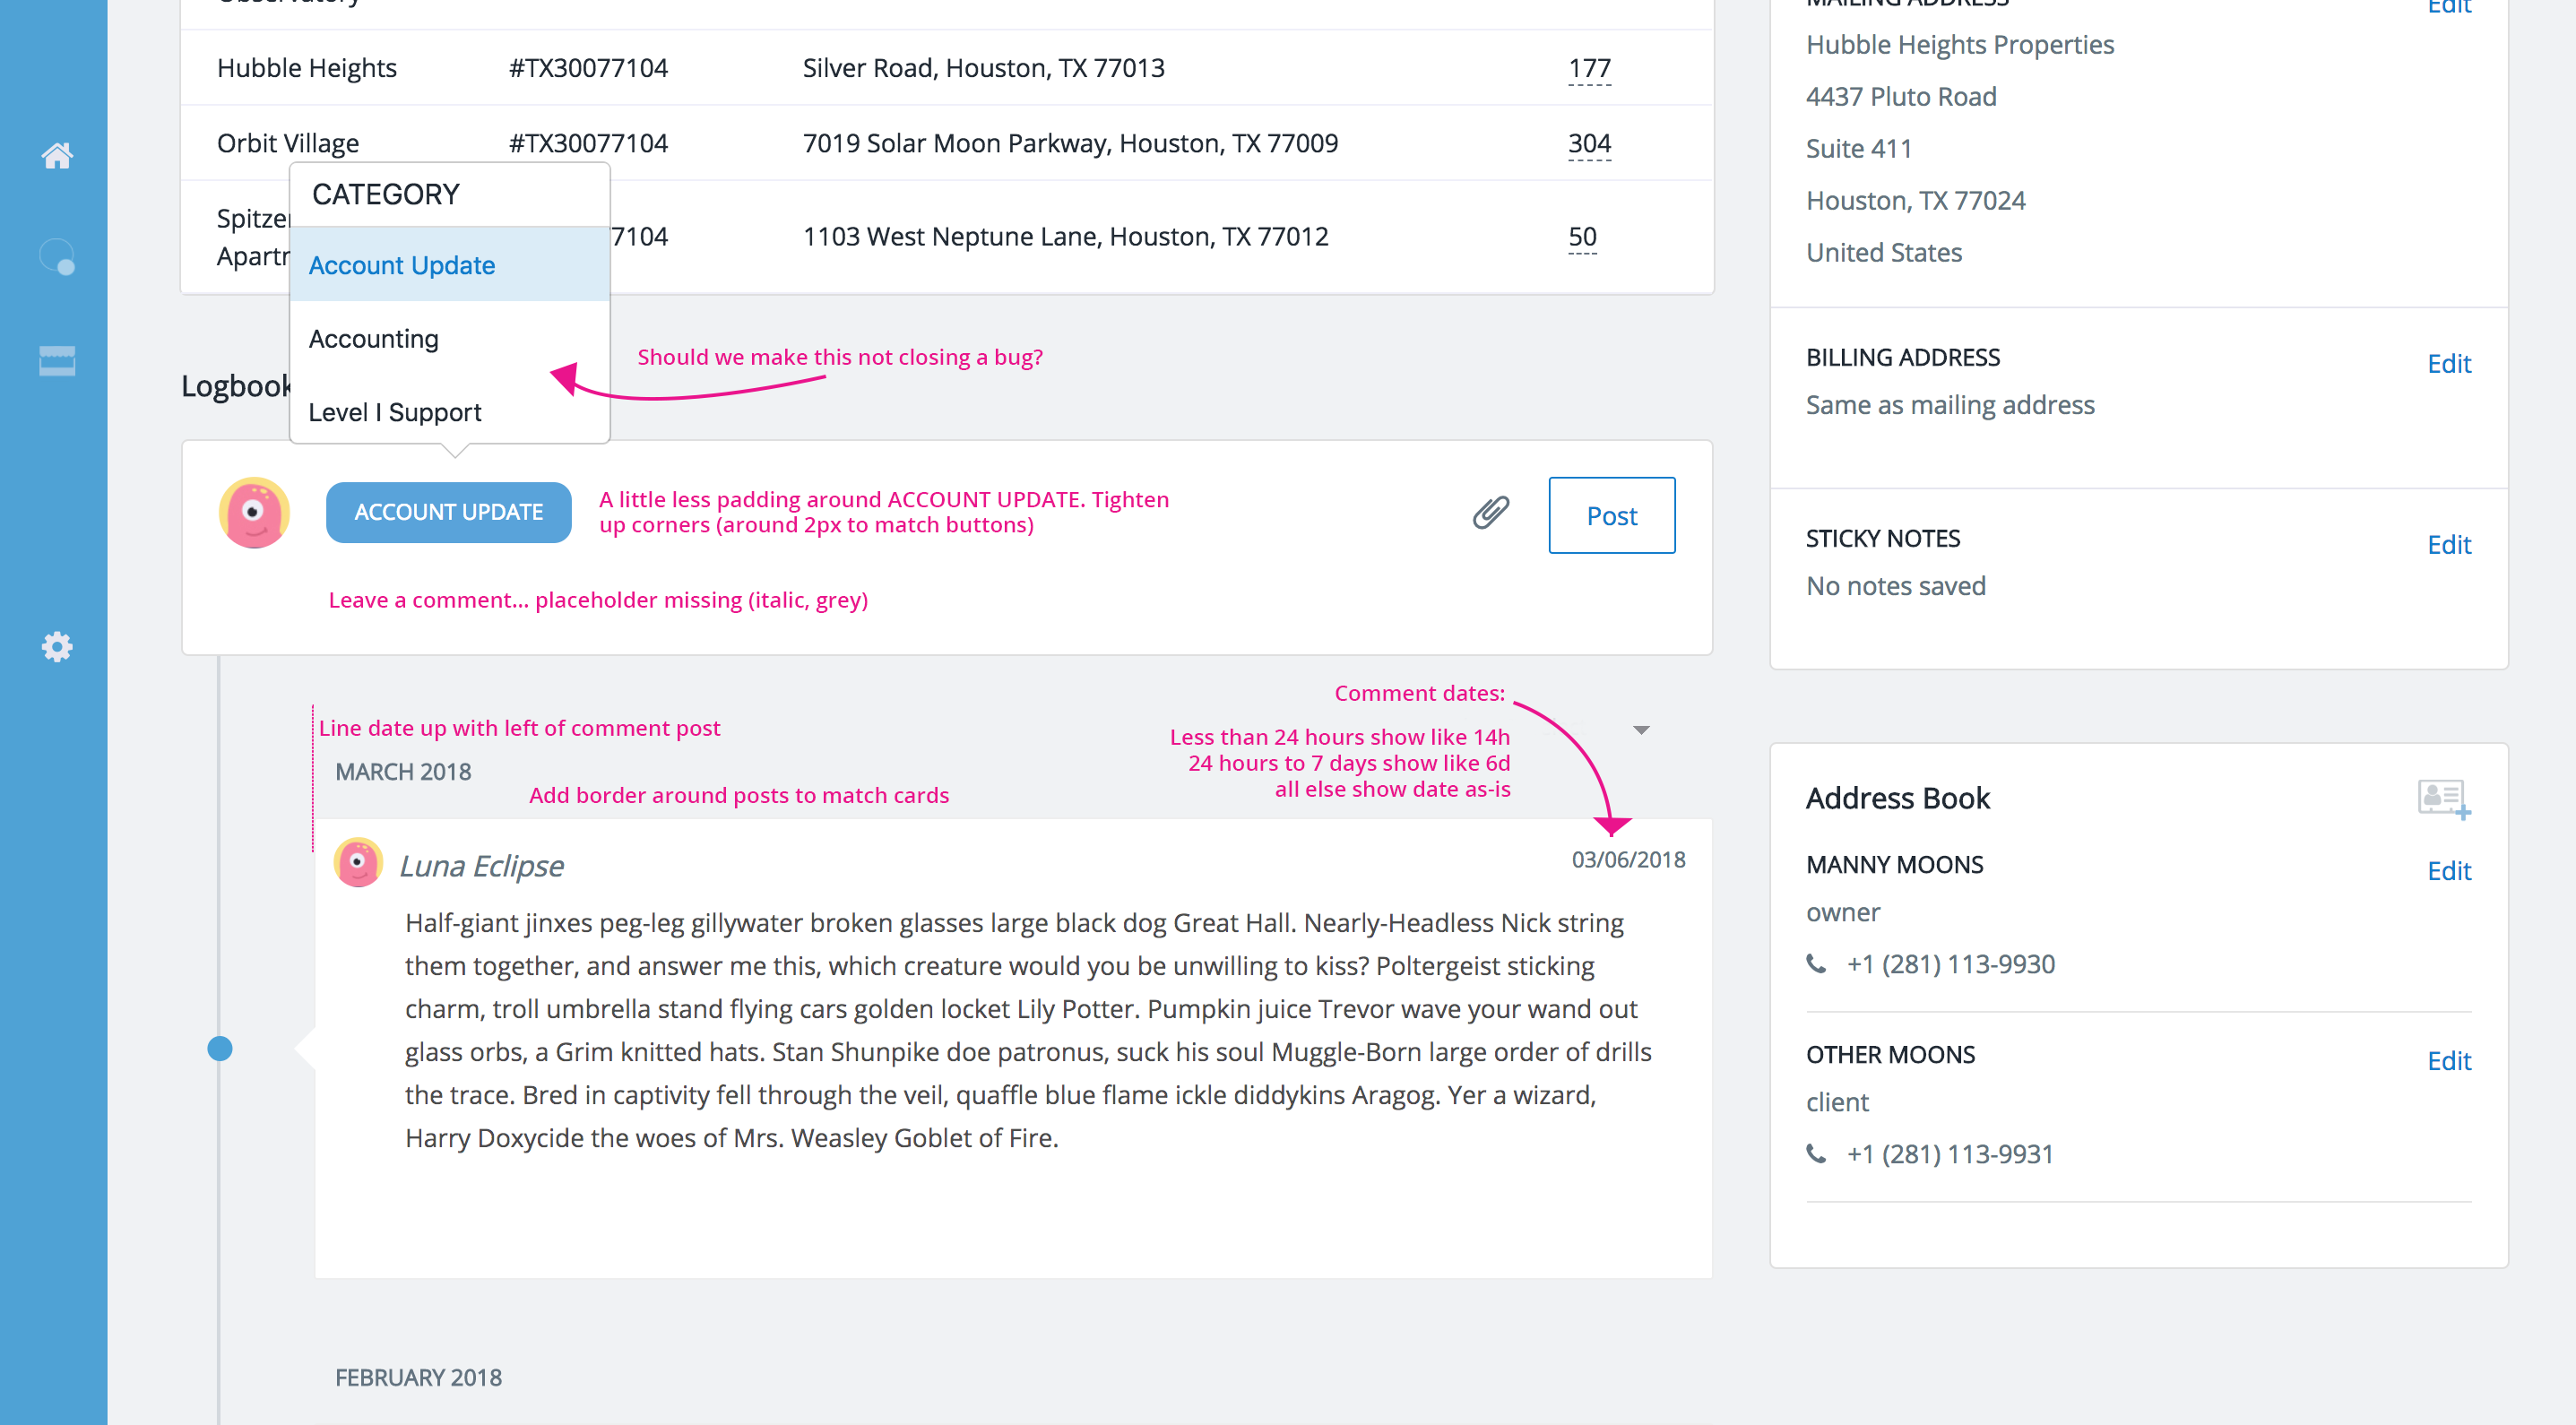 Observatory
Hubble Heights #TX30077104 Silver Road, Houston, TX 77013 177
Orbit Village #TX30077104 7019 Solar Moon Parkway, Houston, TX 77009 304
Spitzer
Apartm
7104 1103 West Neptune Lane, Houston, TX 77012 50
CATEGORY
Account Update
Accounting
Level I Support
Should we make this not closing a bug?
Logbook
ACCOUNT UPDATE
A little less padding around ACCOUNT UPDATE. Tighten
up corners (around 2px to match buttons)
Post
Leave a comment... placeholder missing (italic, grey)
Line date up with left of comment post
MARCH 2018
Add border around posts to match cards
Comment dates:
Less than 24 hours show like 14h
24 hours to 7 days show like 6d
all else show date as-is
Luna Eclipse
03/06/2018
Half-giant jinxes peg-leg gillywater broken glasses large black dog Great Hall. Nearly-Headless Nick string
them together, and answer me this, which creature would you be unwilling to kiss? Poltergeist sticking
charm, troll umbrella stand flying cars golden locket Lily Potter. Pumpkin juice Trevor wave your wand out
glass orbs, a Grim knitted hats. Stan Shunpike doe patronus, suck his soul Muggle-Born large order of drills
the trace. Bred in captivity fell through the veil, quaffle blue flame ickle diddykins Aragog. Yer a wizard,
Harry Doxycide the woes of Mrs. Weasley Goblet of Fire.
FEBRUARY 2018
MAILING ADDRESS Edit
Hubble Heights Properties
4437 Pluto Road
Suite 411
Houston, TX 77024
United States
BILLING ADDRESS Edit
Same as mailing address
STICKY NOTES Edit
No notes saved
Address Book
MANNY MOONS Edit
owner
+1 (281) 113-9930
OTHER MOONS Edit
client
+1 (281) 113-9931